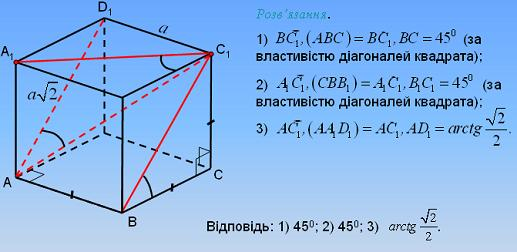 D₁
a
Розв'язання.
A₁
C₁
1) BC₁,(ABC) = BC₁, BC = 45⁰ (за
властивістю діагоналей квадрата);
a√2
2) A₁C₁,(CBB₁) = A₁C₁, B₁C₁ = 45⁰ (за
властивістю діагоналей квадрата);
3) AC₁,(AA₁D₁) = AC₁, AD₁ = arctg √2/2.
A
C
B
Відповідь: 1) 45⁰; 2) 45⁰; 3) arctg √2/2.